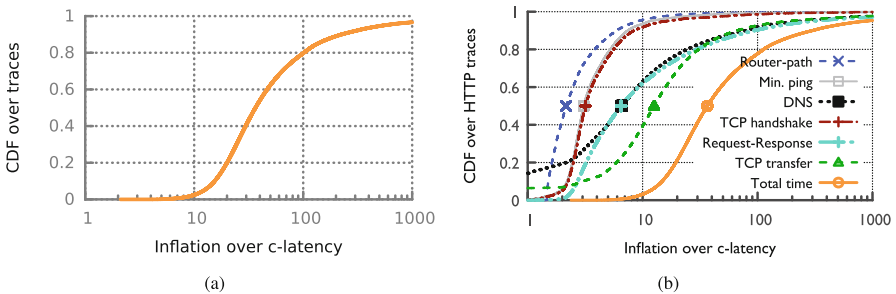 1
0.8
0.6
0.4
0.2
0
1
10
100
1000
CDF over traces
Inflation over c-latency
(a)
1
0.8
0.6
0.4
0.2
0
1
10
100
1000
CDF over HTTP traces
Router-path
Min. ping
DNS
TCP handshake
Request-Response
TCP transfer
Total time
Inflation over c-latency
(b)